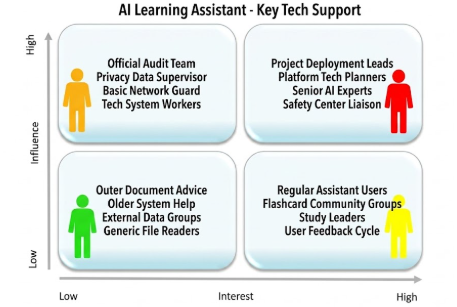 AI Learning Assistant - Key Tech Support
High
Influence
Low
Official Audit Team
Privacy Data Supervisor
Basic Network Guard
Tech System Workers
Project Deployment Leads
Platform Tech Planners
Senior AI Experts
Safety Center Liaison
Outer Document Advice
Older System Help
External Data Groups
Generic File Readers
Regular Assistant Users
Flashcard Community Groups
Study Leaders
User Feedback Cycle
Low
Interest
High